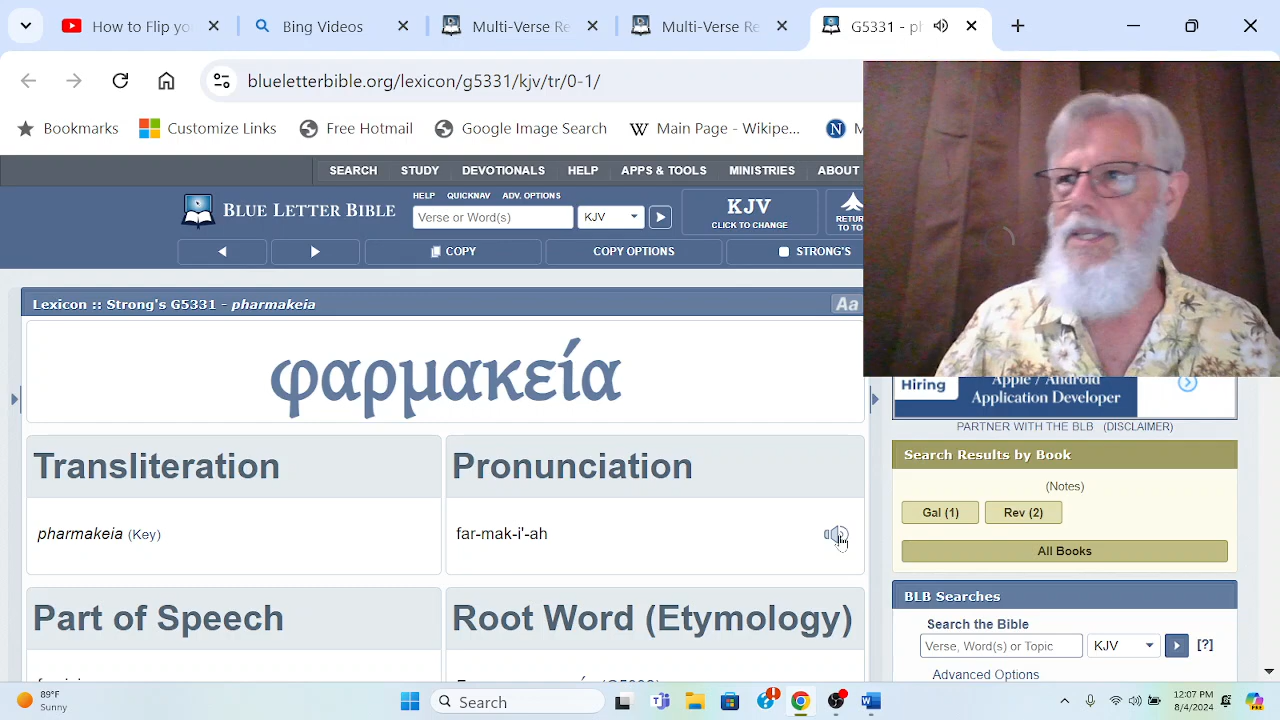 How to Flip yo
Bing Videos
Multi-Verse Re
Multi-Verse Re
G5331 - ph
blueletterbible.org/lexicon/g5331/kjv/tr/0-1/
Bookmarks
Customize Links
Free Hotmail
Google Image Search
W Main Page - Wikipe...
N
SEARCH STUDY DEVOTIONALS HELP APPS & TOOLS MINISTRIES ABOUT
BLUE LETTER BIBLE
HELP QUICKNAV ADV. OPTIONS
Verse or Word(s)
KJV
KJV
CLICK TO CHANGE
RETUR
TO TO
COPY
COPY OPTIONS
STRONG'S
Lexicon :: Strong's G5331 - pharmakeia
Aa
φαρμακεία
Transliteration
Pronunciation
pharmakeia (Key)
far-mak-i'-ah
Part of Speech
Root Word (Etymology)
Hiring
Apple / Android
Application Developer
PARTNER WITH THE BLB (DISCLAIMER)
Search Results by Book
(Notes)
Gal (1)
Rev (2)
All Books
BLB Searches
Search the Bible
Verse, Word(s) or Topic
KJV
[?]
Advanced Options
89°F
Sunny
Search
12:07 PM
8/4/2024